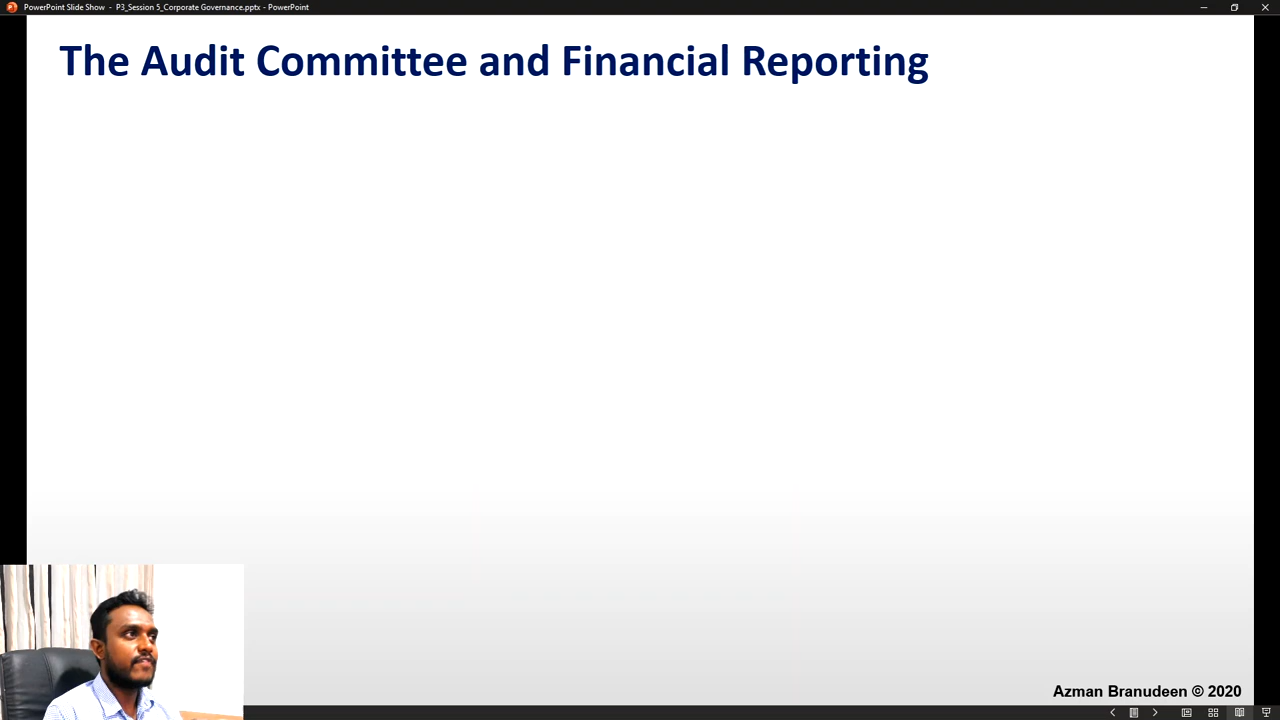 PowerPoint Slide Show - P3_Session 5_Corporate Governance.pptx - PowerPoint
The Audit Committee and Financial Reporting
Azman Branudeen © 2020